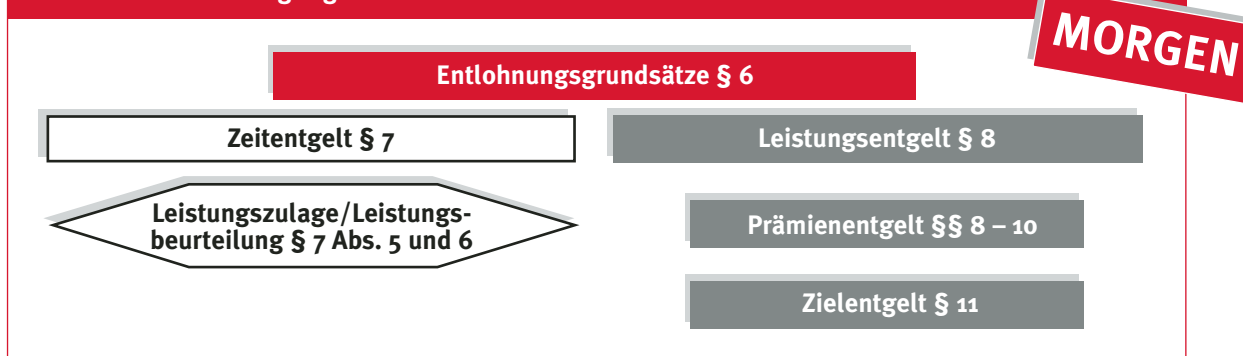 MORGEN
Entlohnungsgrundsätze § 6
Zeitentgelt § 7
Leistungsentgelt § 8
Leistungszulage/Leistungs-
beurteilung § 7 Abs. 5 und 6
Prämienentgelt §§ 8 – 10
Zielentgelt § 11